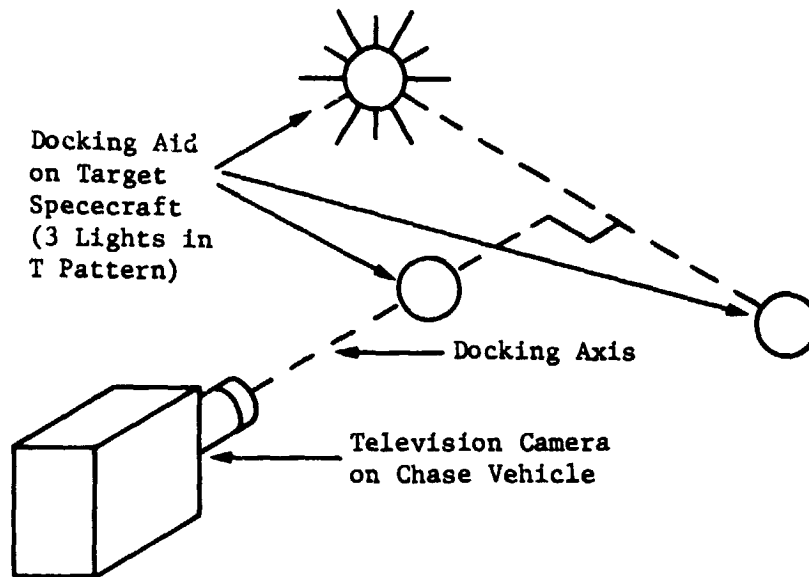 Docking Aid
on Target
Spececraft
(3 Lights in
T Pattern)
Docking Axis
Television Camera
on Chase Vehicle